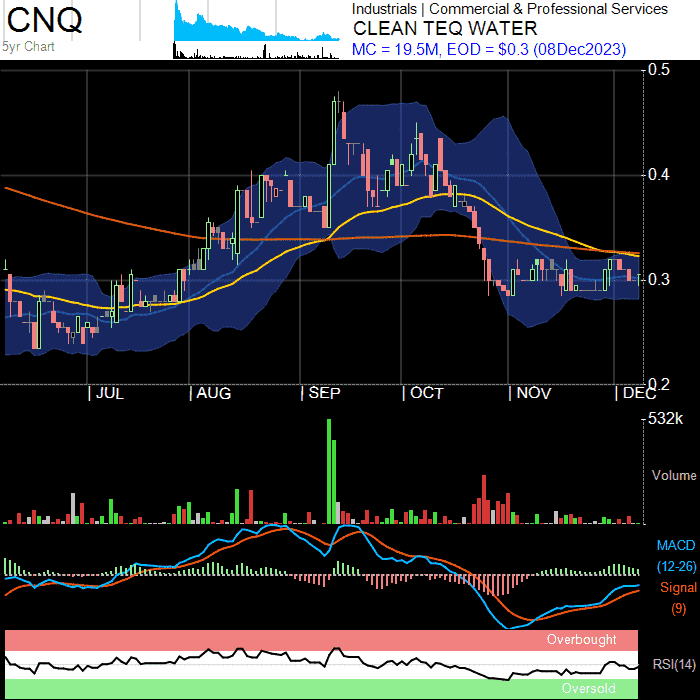 CNQ
5yr Chart
Industrials | Commercial & Professional Services
CLEAN TEQ WATER
MC = 19.5M, EOD = $0.3 (08Dec2023)
0.5
0.4
0.3
0.2
| JUL | AUG | SEP | OCT | NOV | DEC
532k
Volume
MACD
(12-26)
Signal
(9)
Overbought
RSI(14)
Oversold